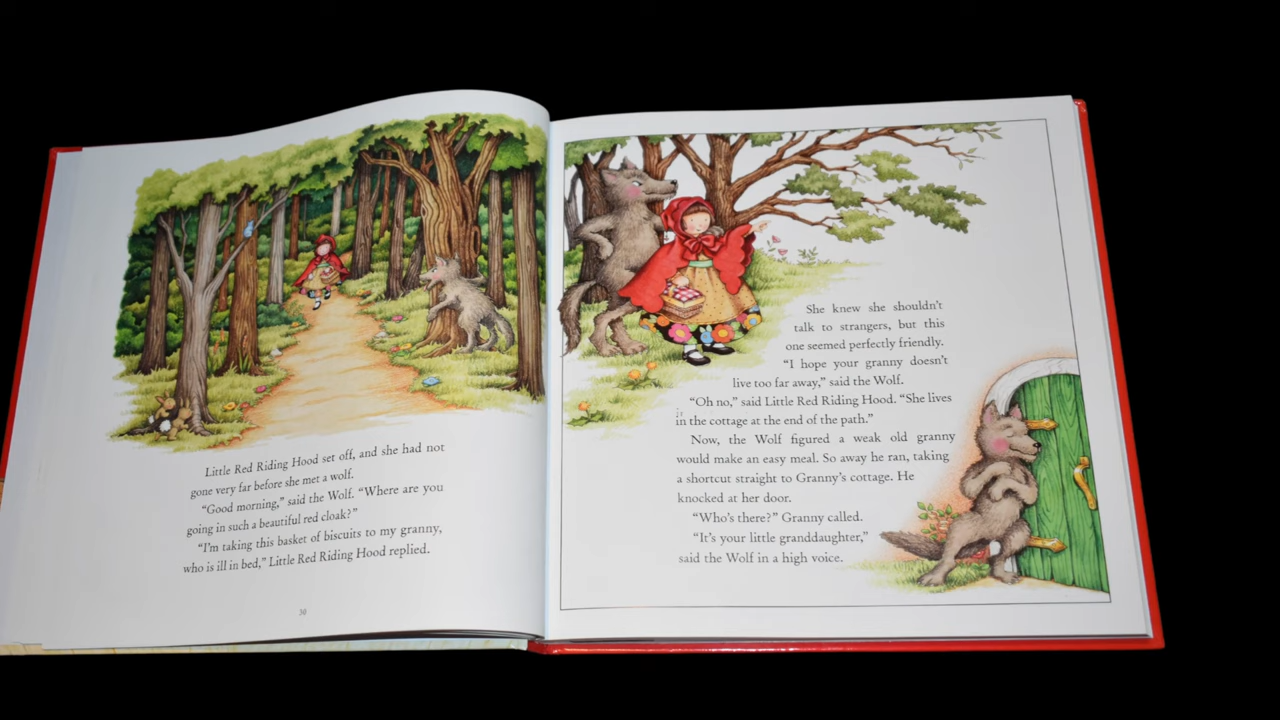 Little Red Riding Hood set off, and she had not
gone very far before she met a wolf.
“Good morning,” said the Wolf. “Where are you
going in such a beautiful red cloak?”
“I’m taking this basket of biscuits to my granny,
who is ill in bed,” Little Red Riding Hood replied.
30
She knew she shouldn’t
talk to strangers, but this
one seemed perfectly friendly.
“I hope your granny doesn’t
live too far away,” said the Wolf.
“Oh no,” said Little Red Riding Hood. “She lives
in the cottage at the end of the path.”
Now, the Wolf figured a weak old granny
would make an easy meal. So away he ran, taking
a shortcut straight to Granny’s cottage. He
knocked at her door.
“Who’s there?” Granny called.
“It’s your little granddaughter,”
said the Wolf in a high voice.